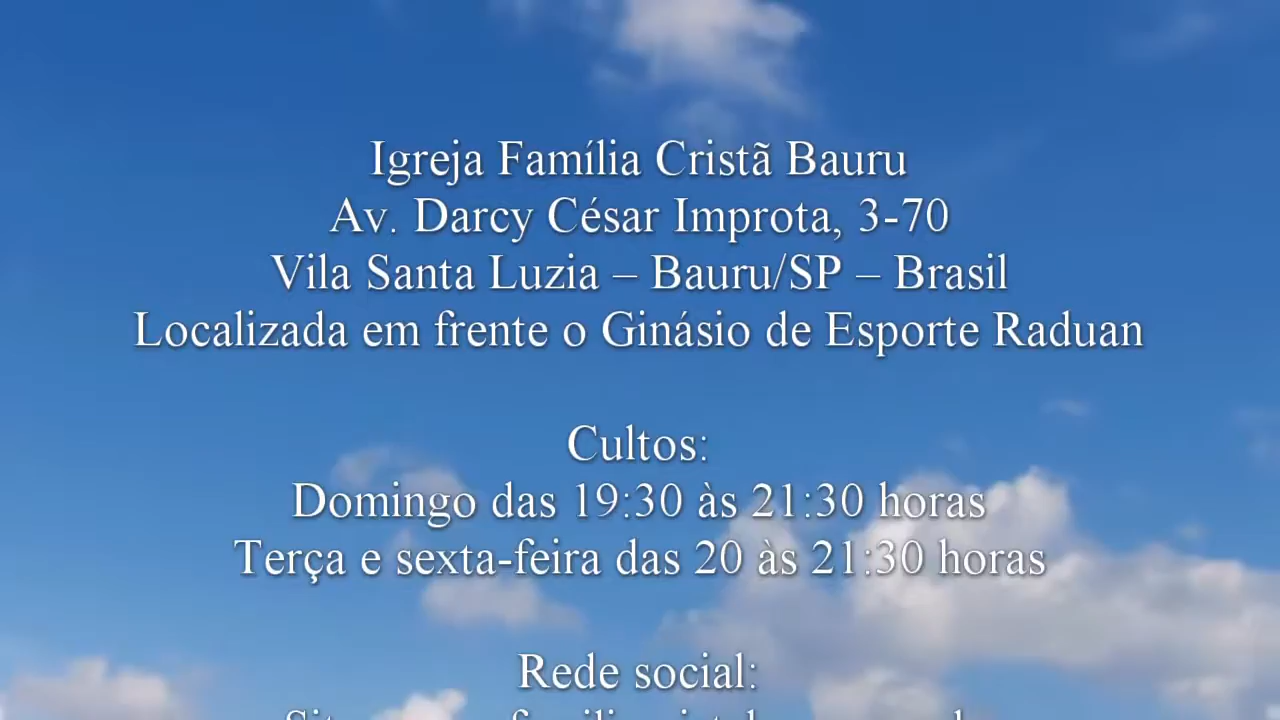 Igreja Família Cristã Bauru
Av. Darcy César Improta, 3-70
Vila Santa Luzia – Bauru/SP – Brasil
Localizada em frente o Ginásio de Esporte Raduan
Cultos:
Domingo das 19:30 às 21:30 horas
Terça e sexta-feira das 20 às 21:30 horas
Rede social: